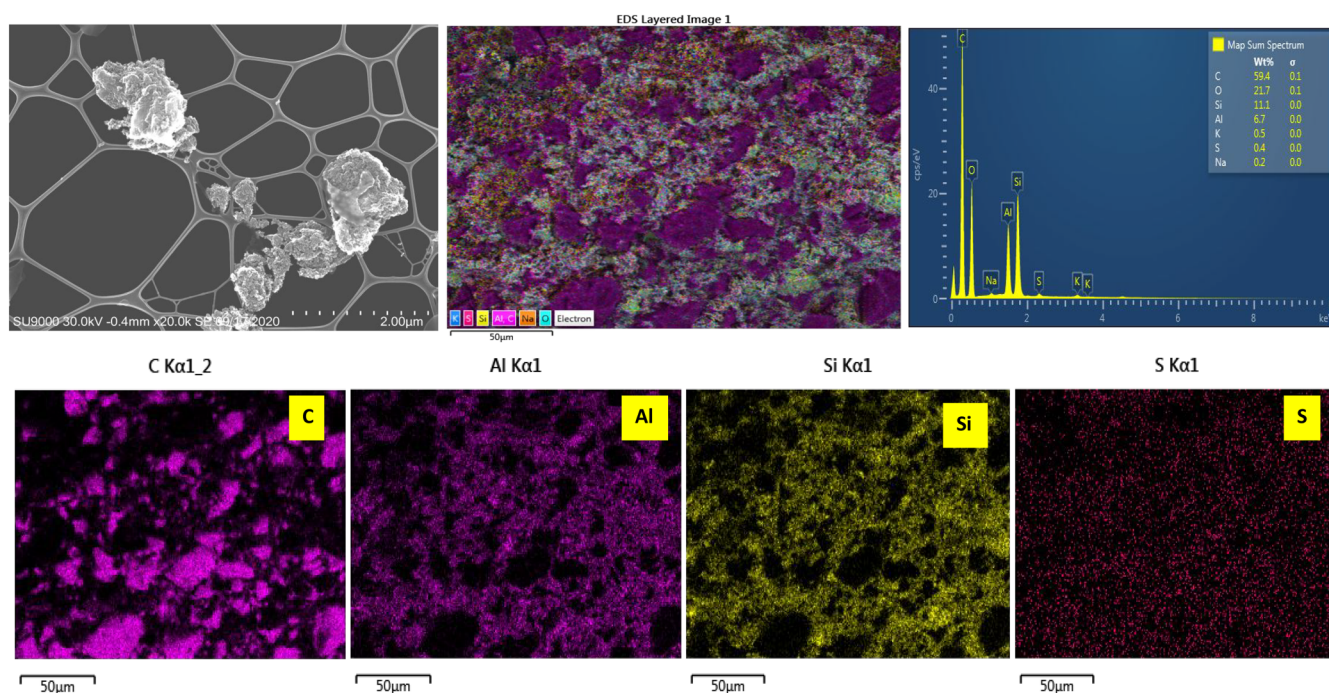 EDS Layered Image 1
SU9000 30.0kV -0.4mm x20.0k SE
2020
2.00μm
K S Si Al, C Na O Electron
50μm
Map Sum Spectrum
Wt% σ
C 59.4 0.1
O 21.7 0.1
Si 11.1 0.0
Al 6.7 0.0
K 0.5 0.0
S 0.4 0.0
Na 0.2 0.0
cps/eV
40
20
0
C
O
Si
Al
Na
S
K
K
0 2 4 6 8 keV
C Kα1_2
Al Kα1
Si Kα1
S Kα1
C
Al
Si
S
50μm
50μm
50μm
50μm